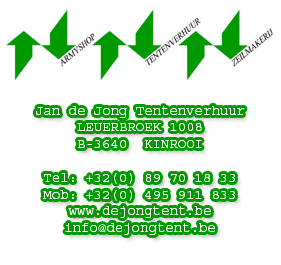 ARMYSHOP
TENTENVERHUUR
ZEILMAKERIJ
Jan de Jong Tentenverhuur
LEUERBROEK 1008
B-3640 KINROOI
Tel: +32(0) 89 70 18 33
Mob: +32(0) 495 911 833
www.dejongtent.be
info@dejongtent.be